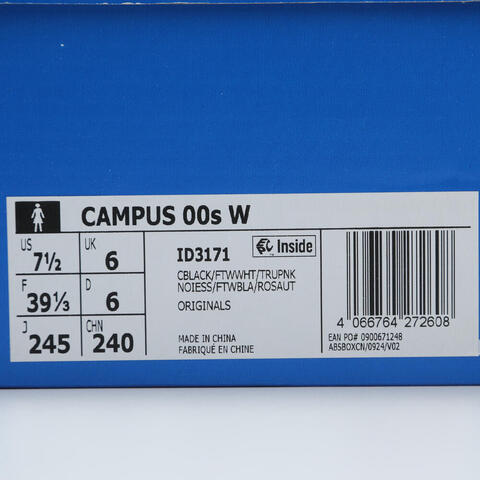 CAMPUS 00s W
US 7½ UK 6
F 39⅓ D 6
J 245 CHN 240
ID3171 Inside
CBLACK/FTWWHT/TRUPNK
NOIESS/FTWBLA/ROSAUT
ORIGINALS
MADE IN CHINA
FABRIQUÉ EN CHINE
4 066764 272608
EAN PO# 0900671248
ABSBOXCN/0924/V02